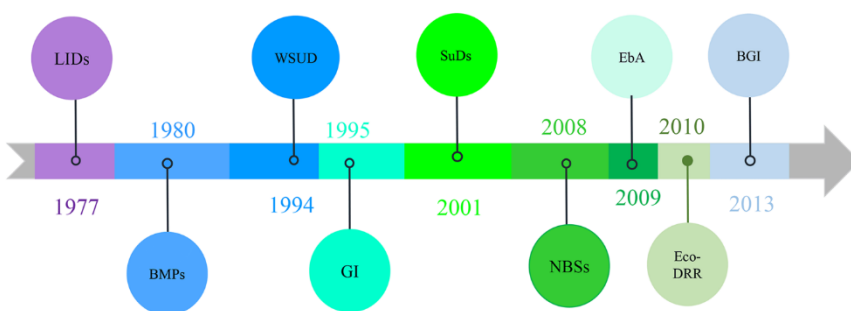 LIDs
WSUD
SuDs
EbA
BGI
1980
1995
2008
2010
1977
1994
2001
2009
2013
BMPs
GI
NBSs
Eco-
DRR